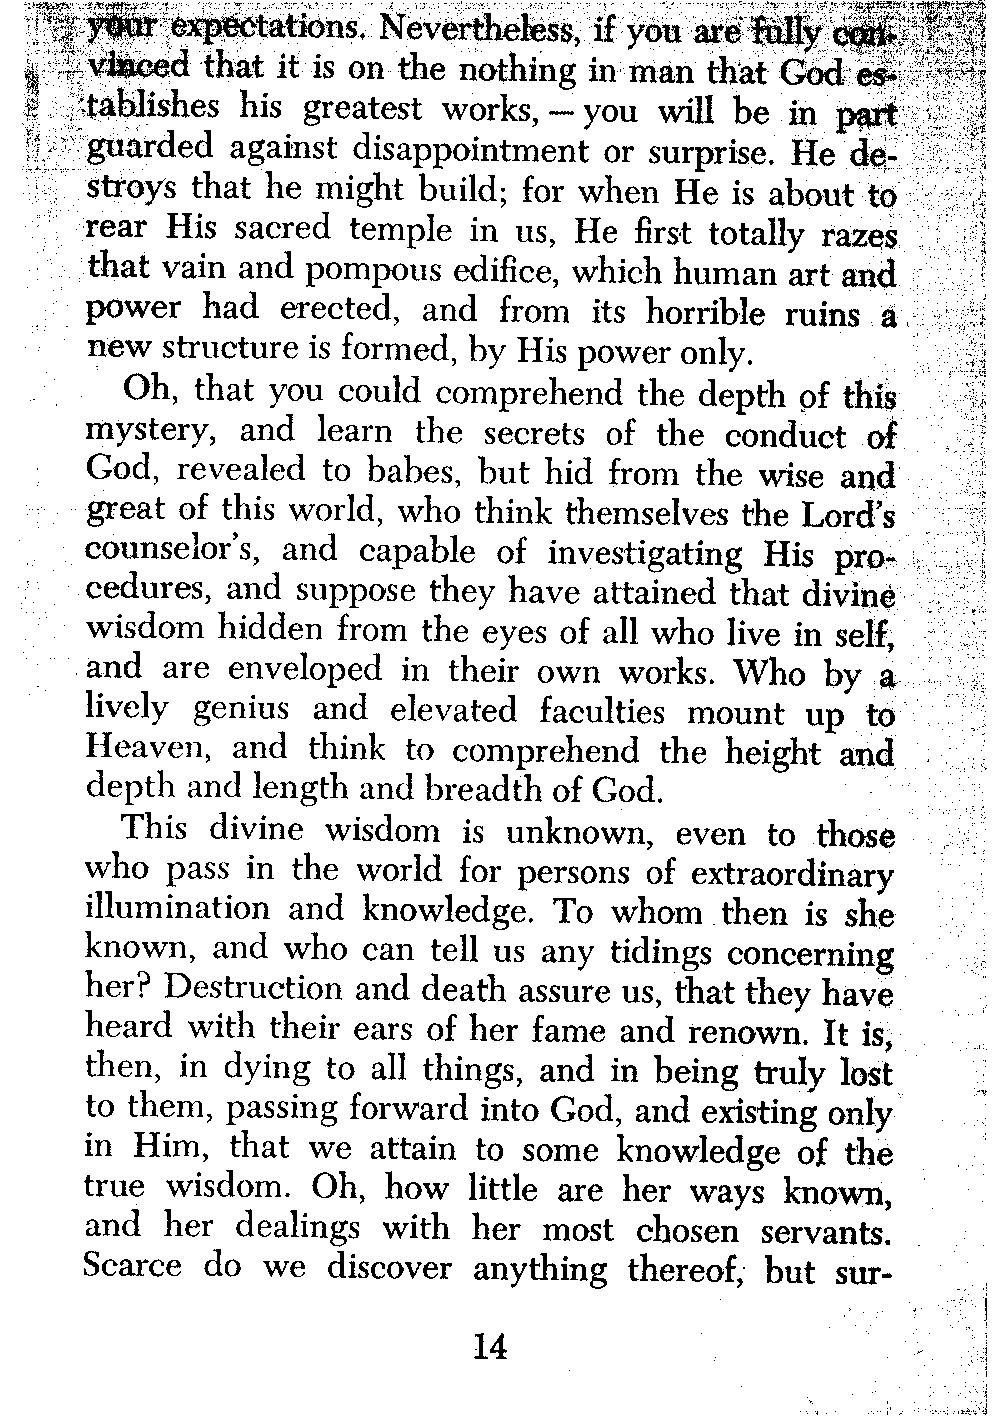 your expectations. Nevertheless, if you are fully con-
vinced that it is on the nothing in man that God es-
tablishes his greatest works, — you will be in part
guarded against disappointment or surprise. He de-
stroys that he might build; for when He is about to
rear His sacred temple in us, He first totally razes
that vain and pompous edifice, which human art and
power had erected, and from its horrible ruins a
new structure is formed, by His power only.
Oh, that you could comprehend the depth of this
mystery, and learn the secrets of the conduct of
God, revealed to babes, but hid from the wise and
great of this world, who think themselves the Lord's
counselor's, and capable of investigating His pro-
cedures, and suppose they have attained that divine
wisdom hidden from the eyes of all who live in self,
and are enveloped in their own works. Who by a
lively genius and elevated faculties mount up to
Heaven, and think to comprehend the height and
depth and length and breadth of God.
This divine wisdom is unknown, even to those
who pass in the world for persons of extraordinary
illumination and knowledge. To whom then is she
known, and who can tell us any tidings concerning
her? Destruction and death assure us, that they have
heard with their ears of her fame and renown. It is,
then, in dying to all things, and in being truly lost
to them, passing forward into God, and existing only
in Him, that we attain to some knowledge of the
true wisdom. Oh, how little are her ways known,
and her dealings with her most chosen servants.
Scarce do we discover anything thereof, but sur-
14